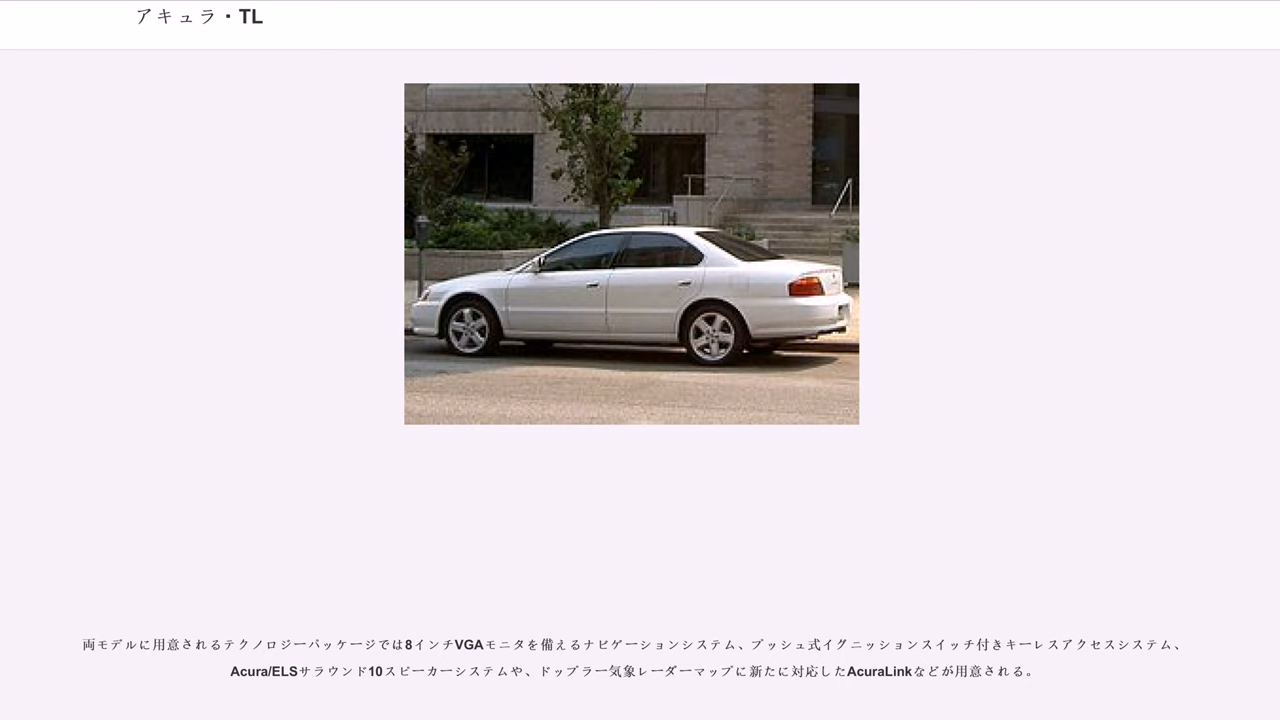 アキュラ・TL
両モデルに用意されるテクノロジーパッケージでは8インチVGAモニタを備えるナビゲーションシステム、プッシュ式イグニッションスイッチ付きキーレスアクセスシステム、
Acura/ELSサラウンド10スピーカーシステムや、ドップラー気象レーダーマップに新たに対応したAcuraLinkなどが用意される。